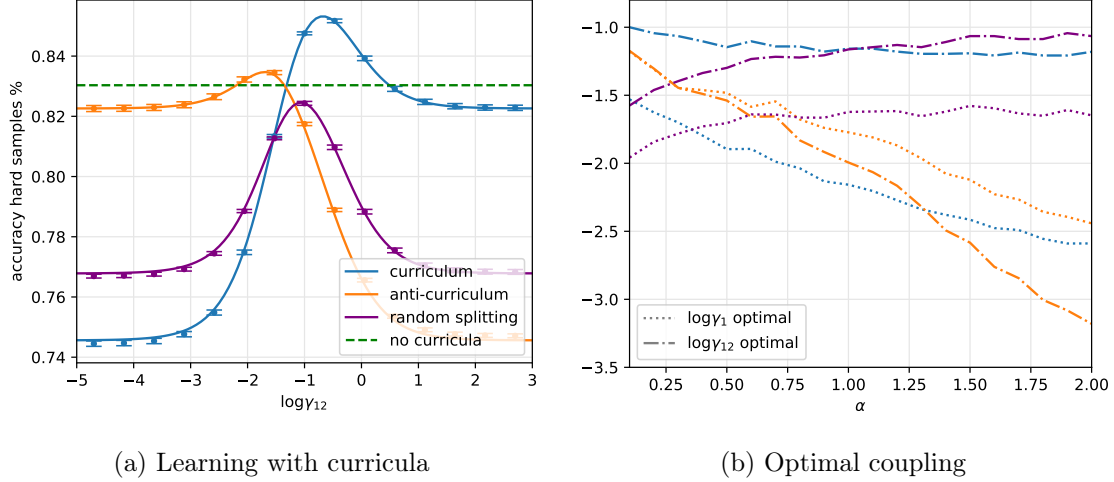 0.84
0.82
0.80
0.78
0.76
0.74
accuracy hard samples %
−5 −4 −3 −2 −1 0 1 2 3
logγ₁₂
curriculum
anti-curriculum
random splitting
no curricula
(a) Learning with curricula
−1.0
−1.5
−2.0
−2.5
−3.0
−3.5
logγ₁ optimal
logγ₁₂ optimal
0.25 0.50 0.75 1.00 1.25 1.50 1.75 2.00
α
(b) Optimal coupling